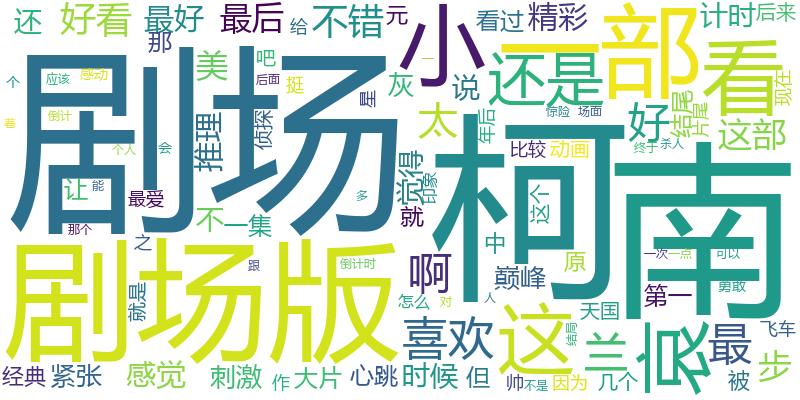 还
好看
最好
最后
给
不错
元
小
看过
精彩
一部
计时
后来
那
吧
美
灰
还是
看
个
应该
感动
后面
挺
星
说
剧场
推理
侦探
太
年后
惊险
场面
好
结尾
片尾
现在
这部
巷
倒计
个人
会
觉得
印象
柯南
比较
动画
终于
杀人
让
能
最爱
不
一集
多
就
这个
那个
之
中
原
一次
一点
可以
剧场版
跟
倒计时
啊
巅峰
第一
勇敢
就是
怎么
对
人
天国
喜欢
这
结局
兰
哀
最
飞车
步
经典
紧张
感觉
刺激
作
大片
心跳
时候
但
帅
不是
因为
几个
被